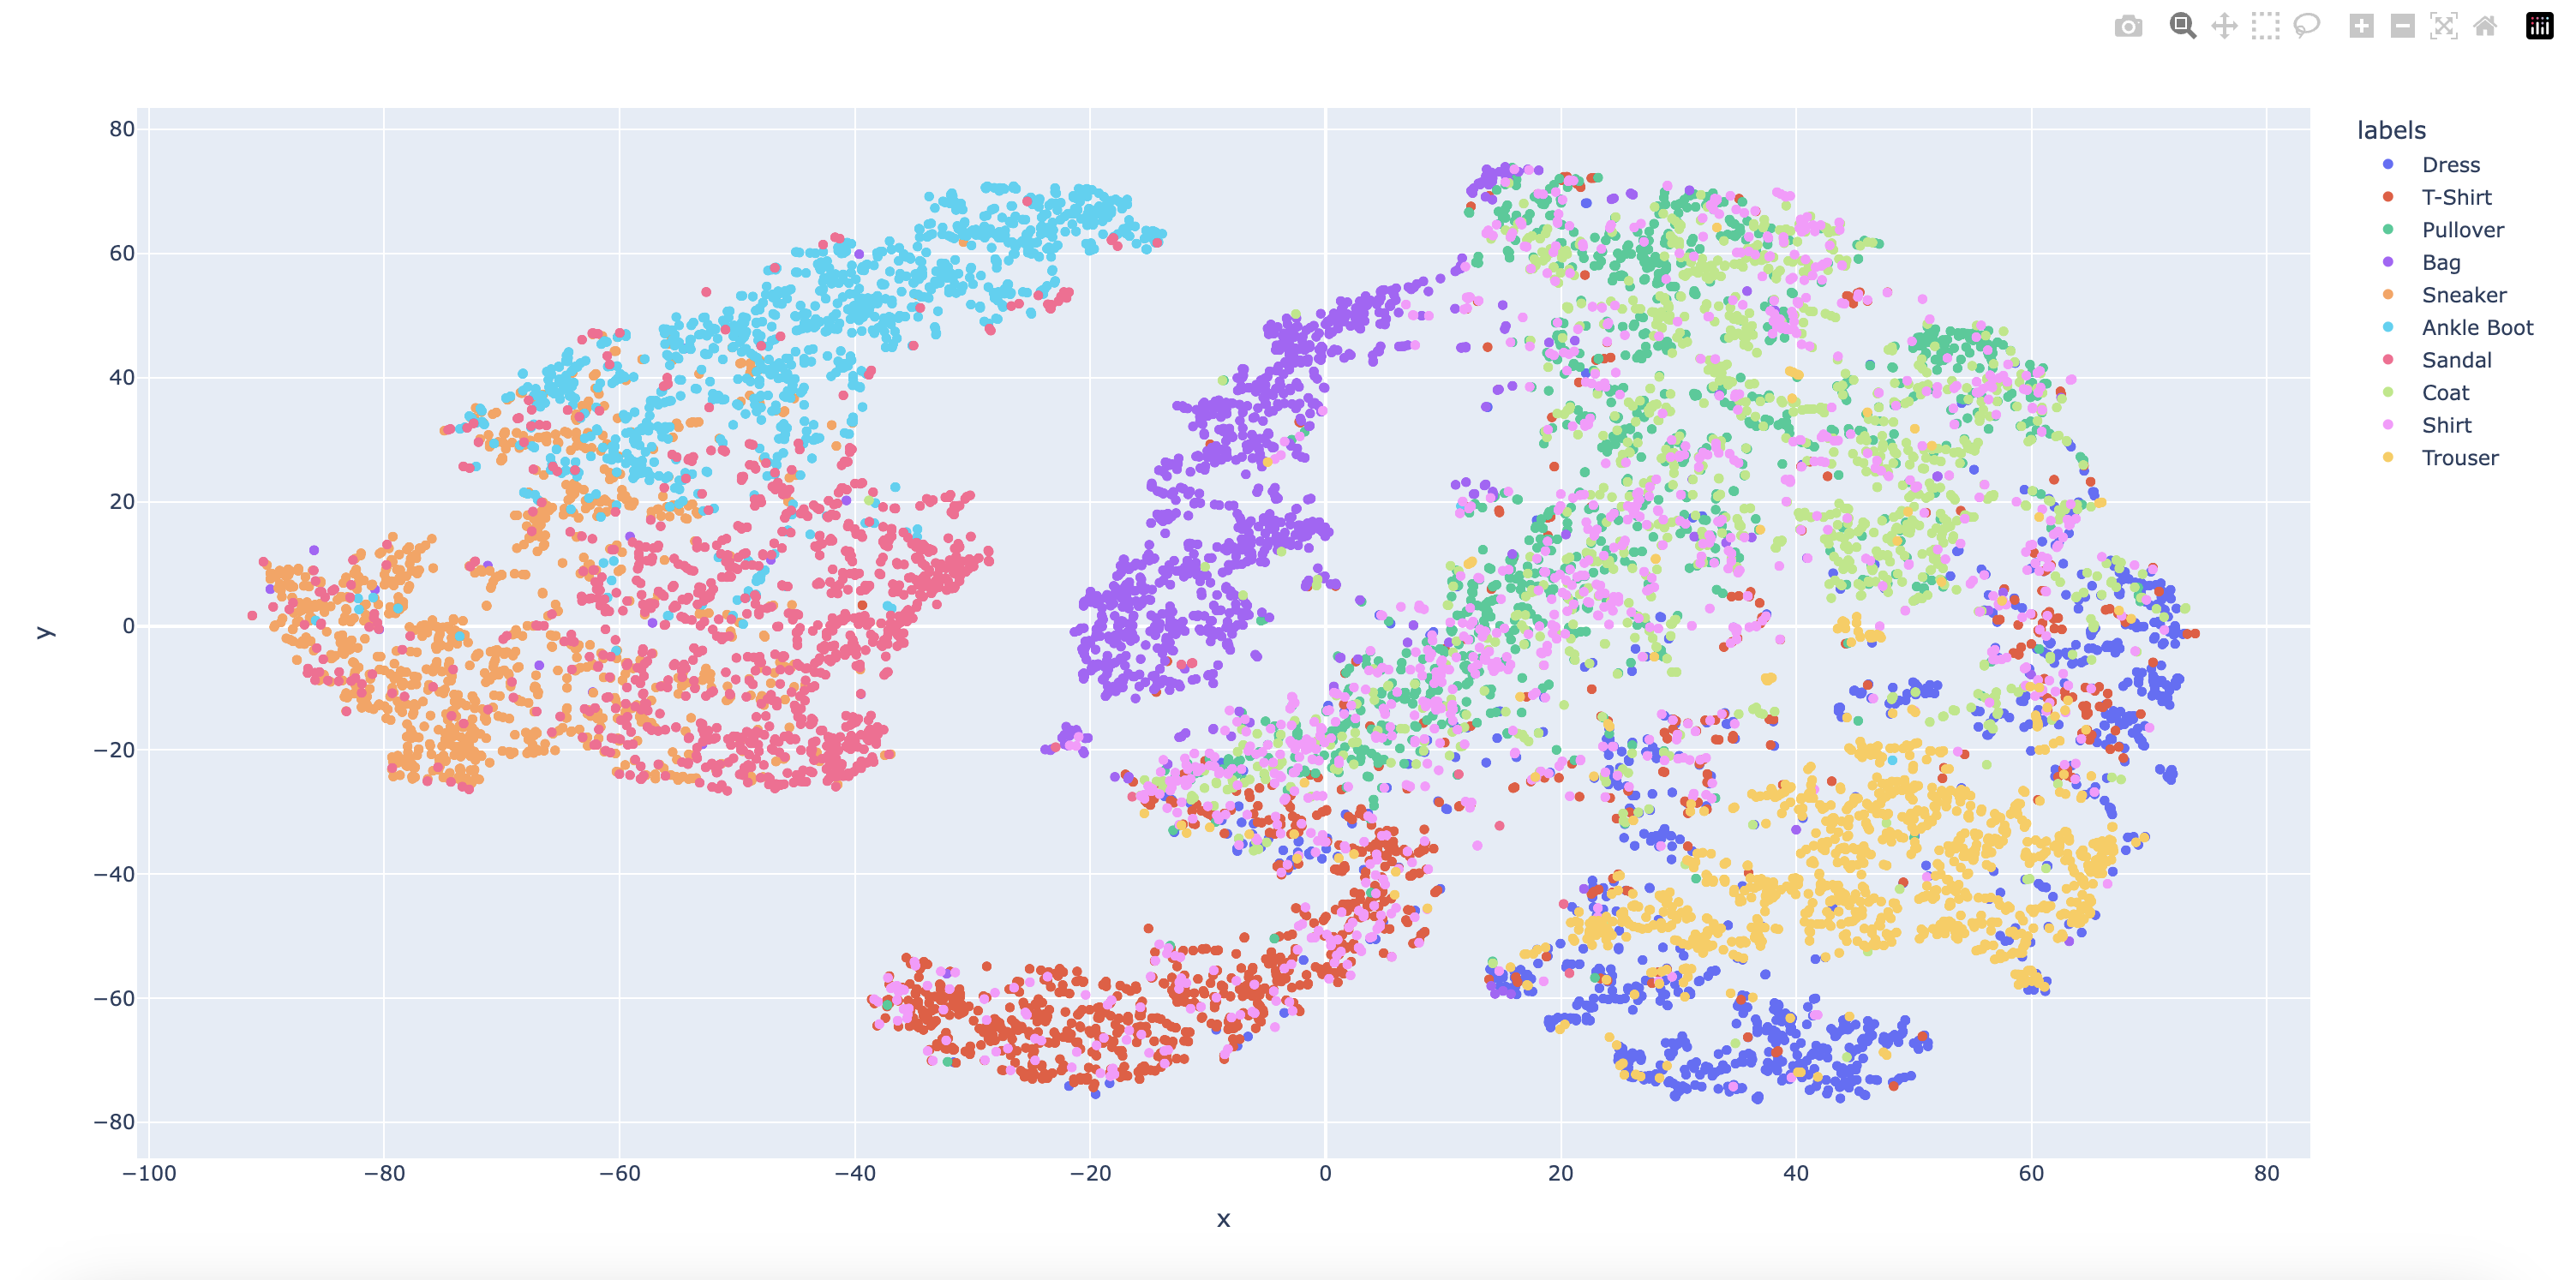 labels
Dress
T-Shirt
Pullover
Bag
Sneaker
Ankle Boot
Sandal
Coat
Shirt
Trouser
80
60
40
20
0
−20
−40
−60
−80
y
−100 −80 −60 −40 −20 0 20 40 60 80
x